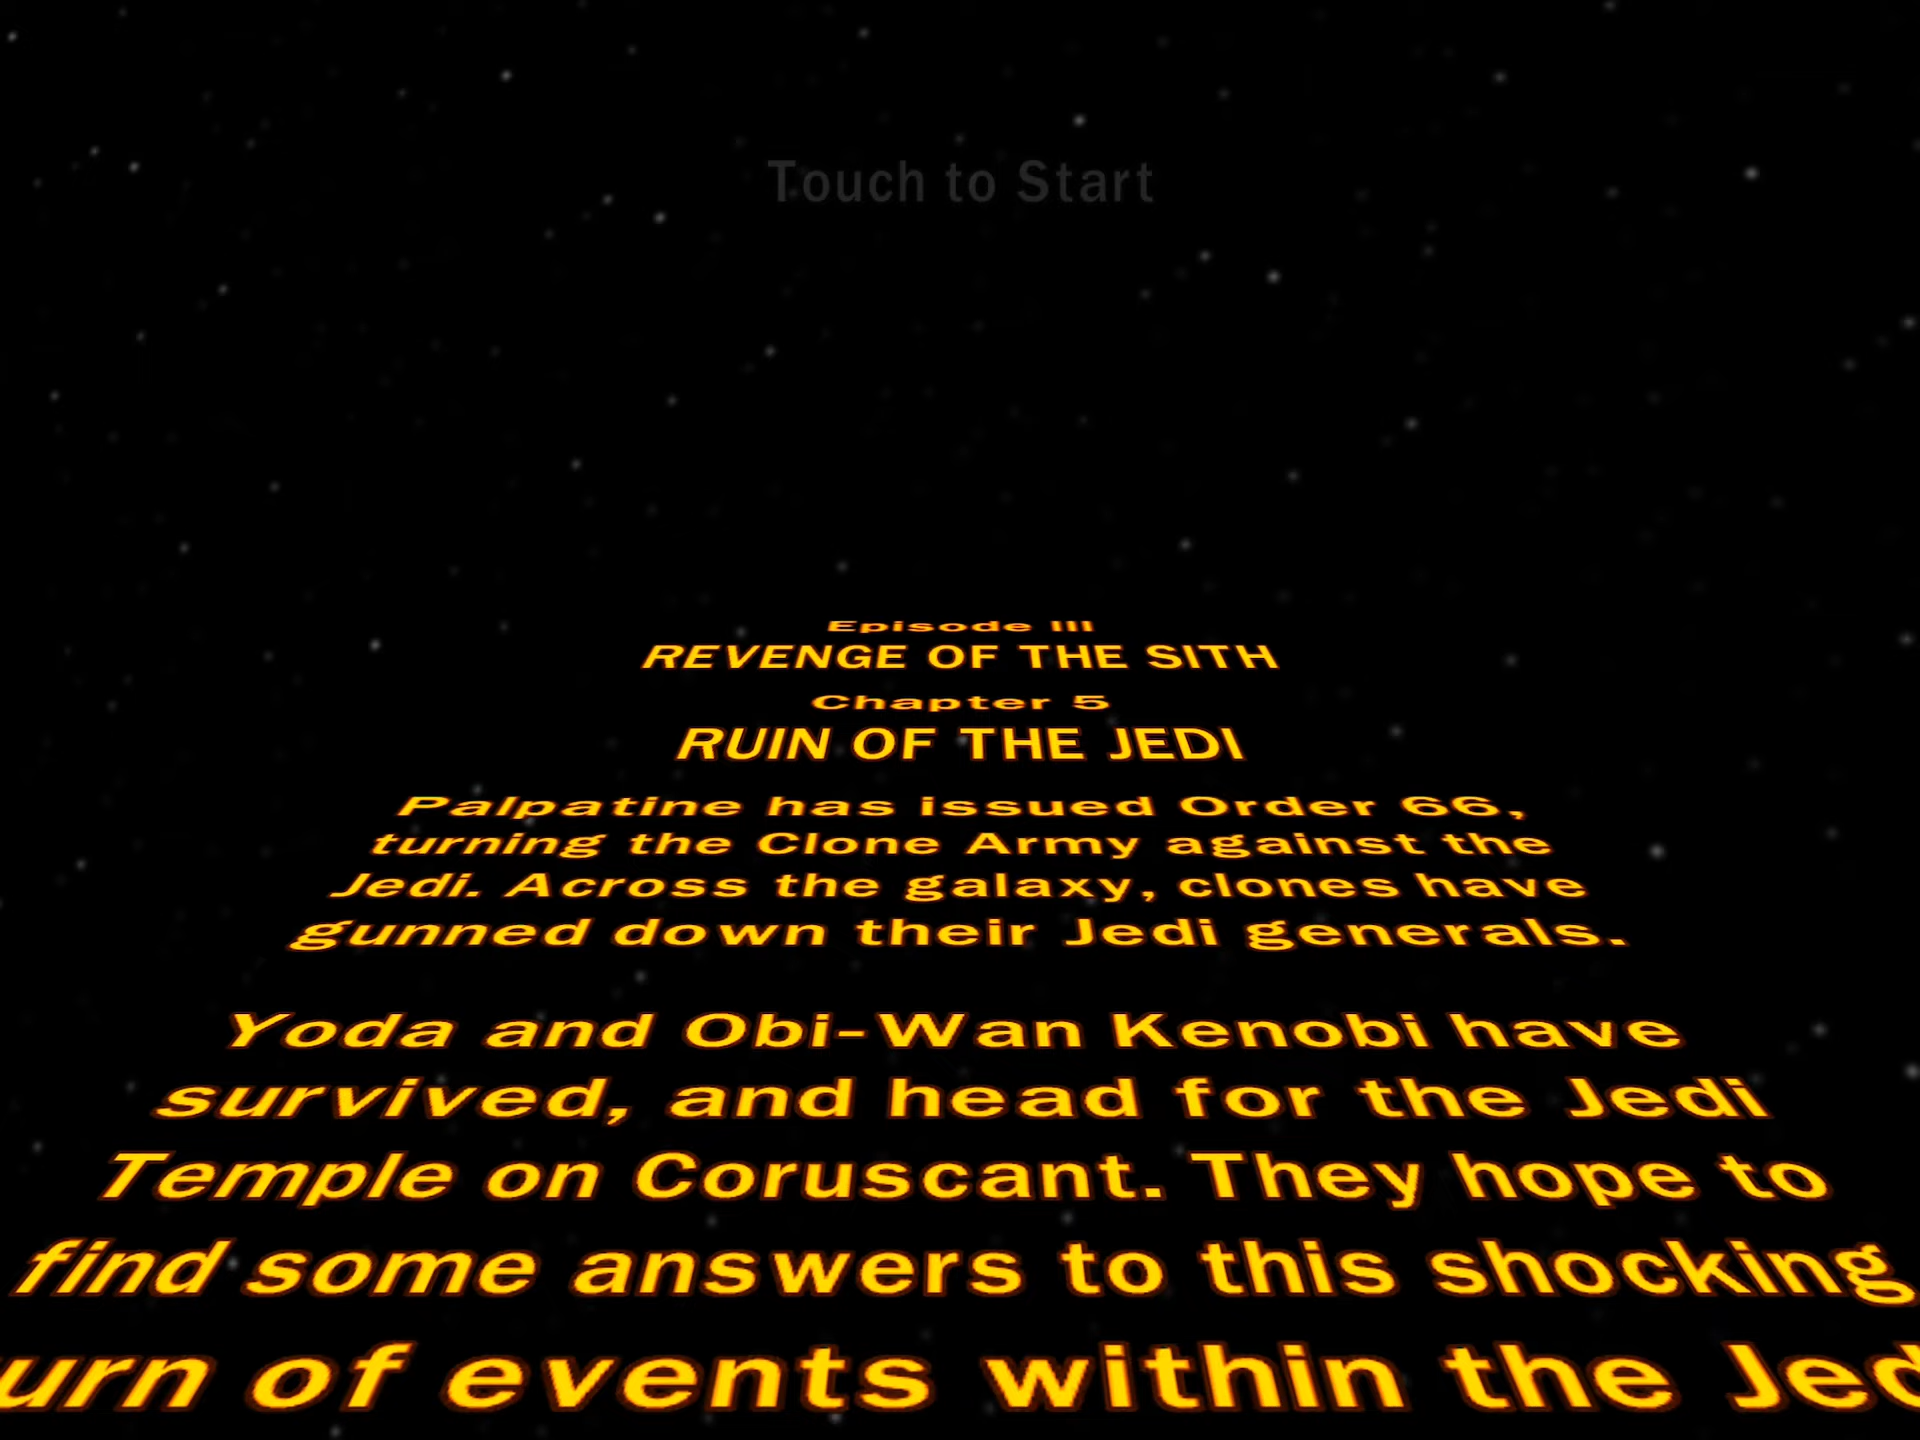 Touch to Start
Episode III
REVENGE OF THE SITH
Chapter 5
RUIN OF THE JEDI
Palpatine has issued Order 66,
turning the Clone Army against the
Jedi. Across the galaxy, clones have
gunned down their Jedi generals.
Yoda and Obi-Wan Kenobi have
survived, and head for the Jedi
Temple on Coruscant. They hope to
find some answers to this shocking
urn of events within the Jed